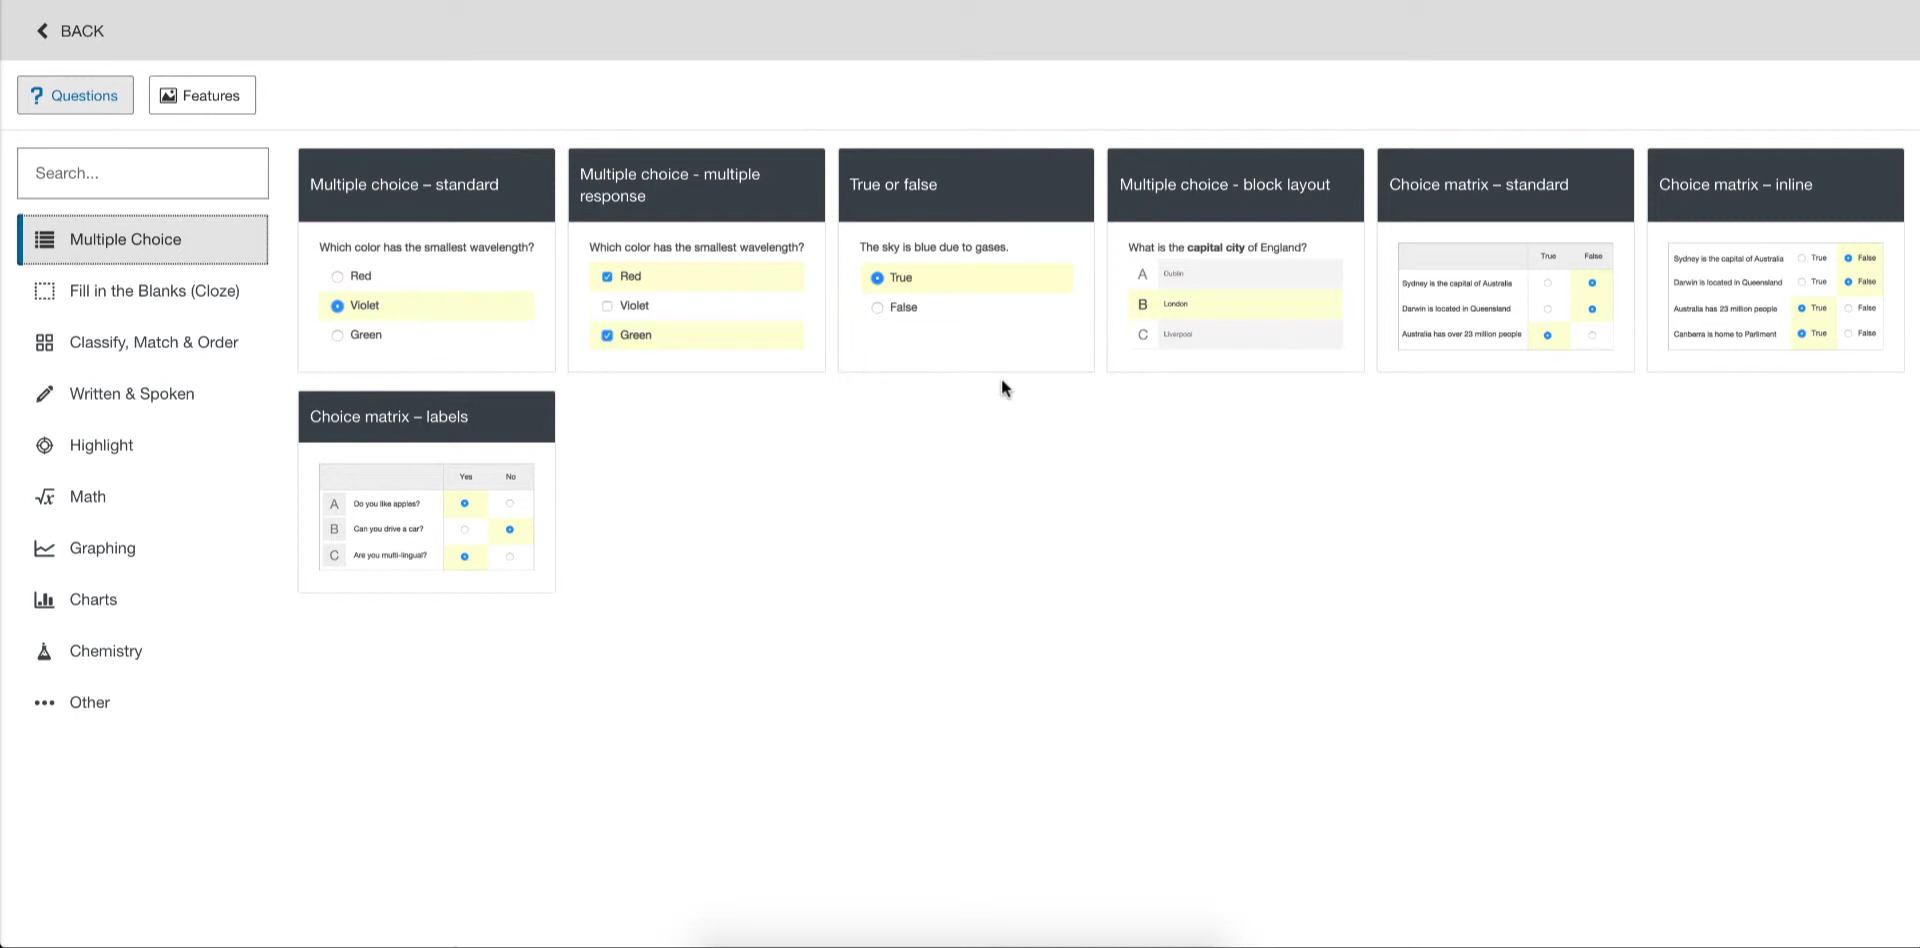 BACK
Questions
Features
Search...
Multiple Choice
Fill in the Blanks (Cloze)
Classify, Match & Order
Written & Spoken
Highlight
Math
Graphing
Charts
Chemistry
Other
Multiple choice – standard
Which color has the smallest wavelength?
Red
Violet
Green
Multiple choice - multiple
response
Which color has the smallest wavelength?
Red
Violet
Green
True or false
The sky is blue due to gases.
True
False
Multiple choice - block layout
What is the capital city of England?
A Dublin
B London
C Liverpool
Choice matrix – standard
True False
Sydney is the capital of Australia
Darwin is located in Queensland
Australia has over 23 million people
Choice matrix – inline
Sydney is the capital of Australia True False
Darwin is located in Queensland True False
Australia has 23 million people True False
Canberra is home to Parliment True False
Choice matrix – labels
Yes No
A Do you like apples?
B Can you drive a car?
C Are you multi-lingual?